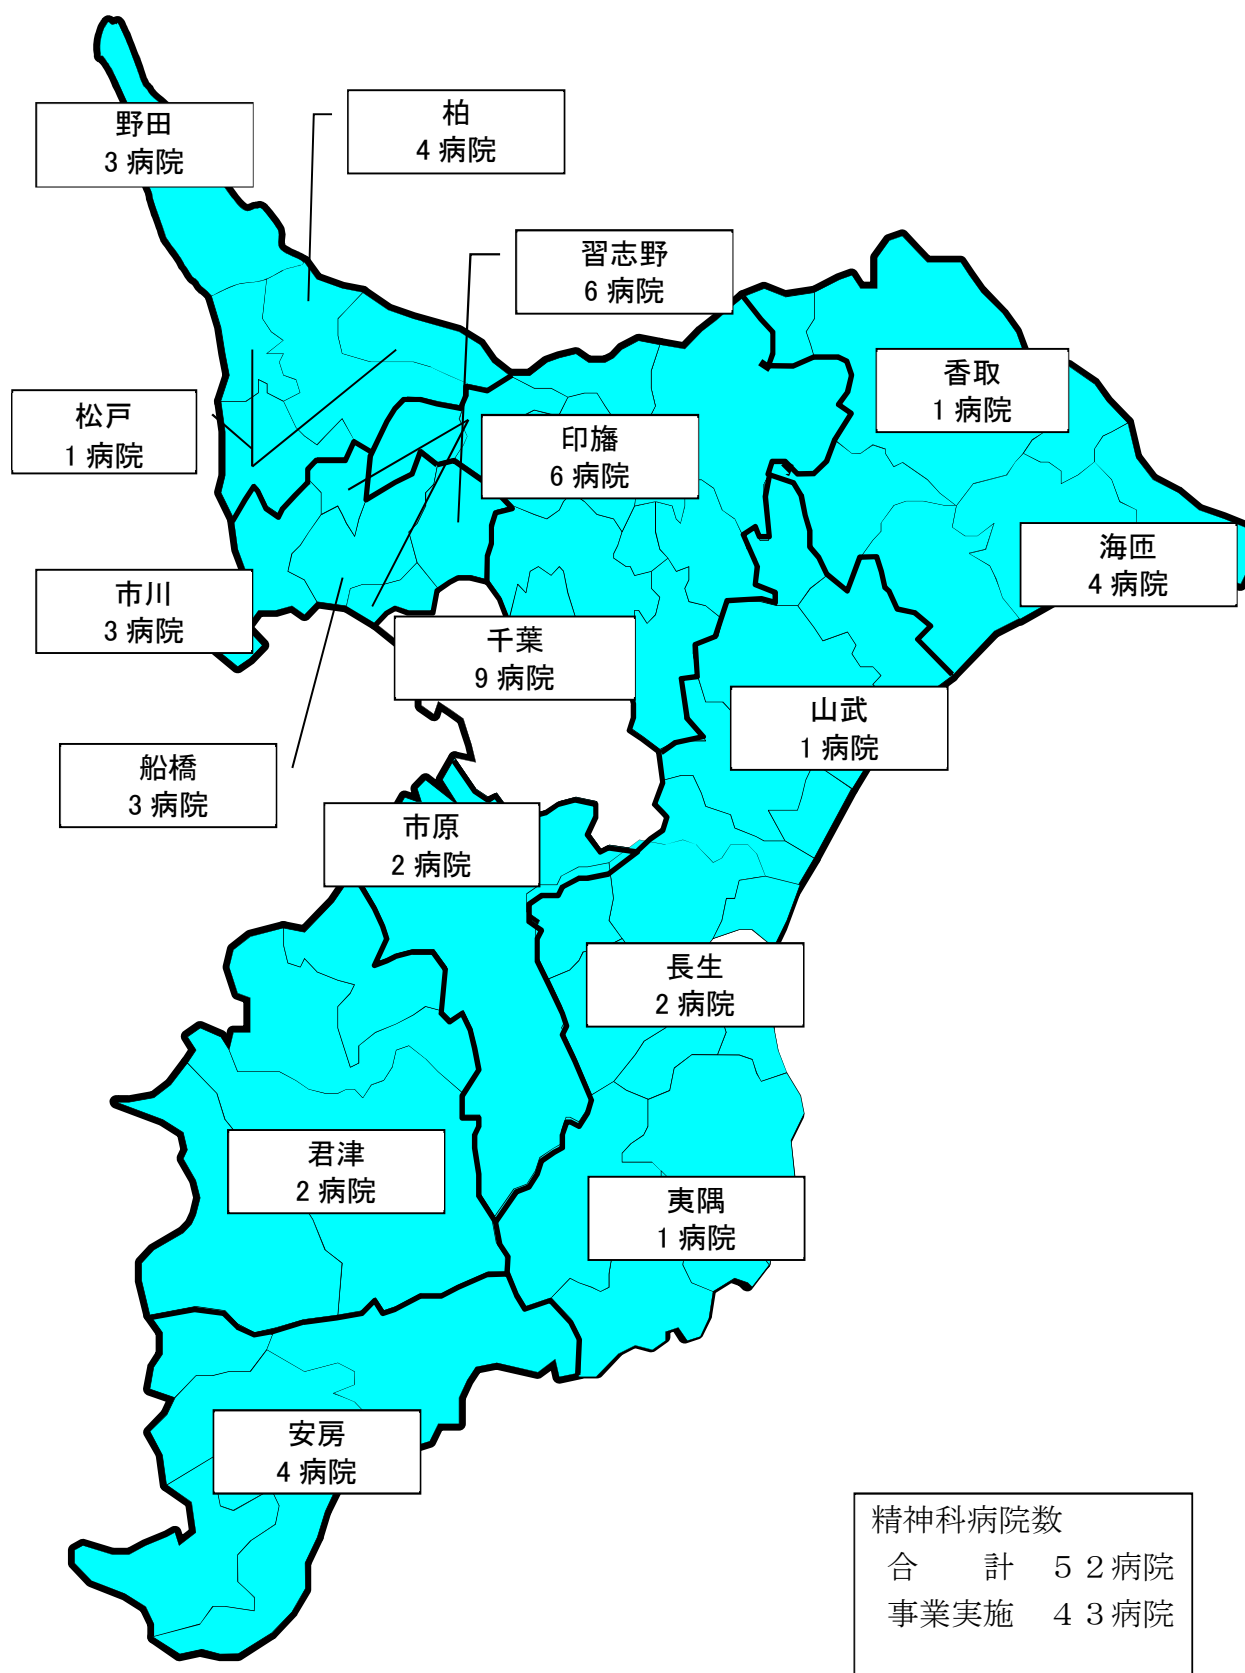 野田
3 病院
柏
4 病院
習志野
6 病院
香取
1 病院
松戸
1 病院
印旛
6 病院
海匝
4 病院
市川
3 病院
千葉
9 病院
山武
1 病院
船橋
3 病院
市原
2 病院
長生
2 病院
君津
2 病院
夷隅
1 病院
安房
4 病院
精神科病院数
合　　計　５２病院
事業実施　４３病院